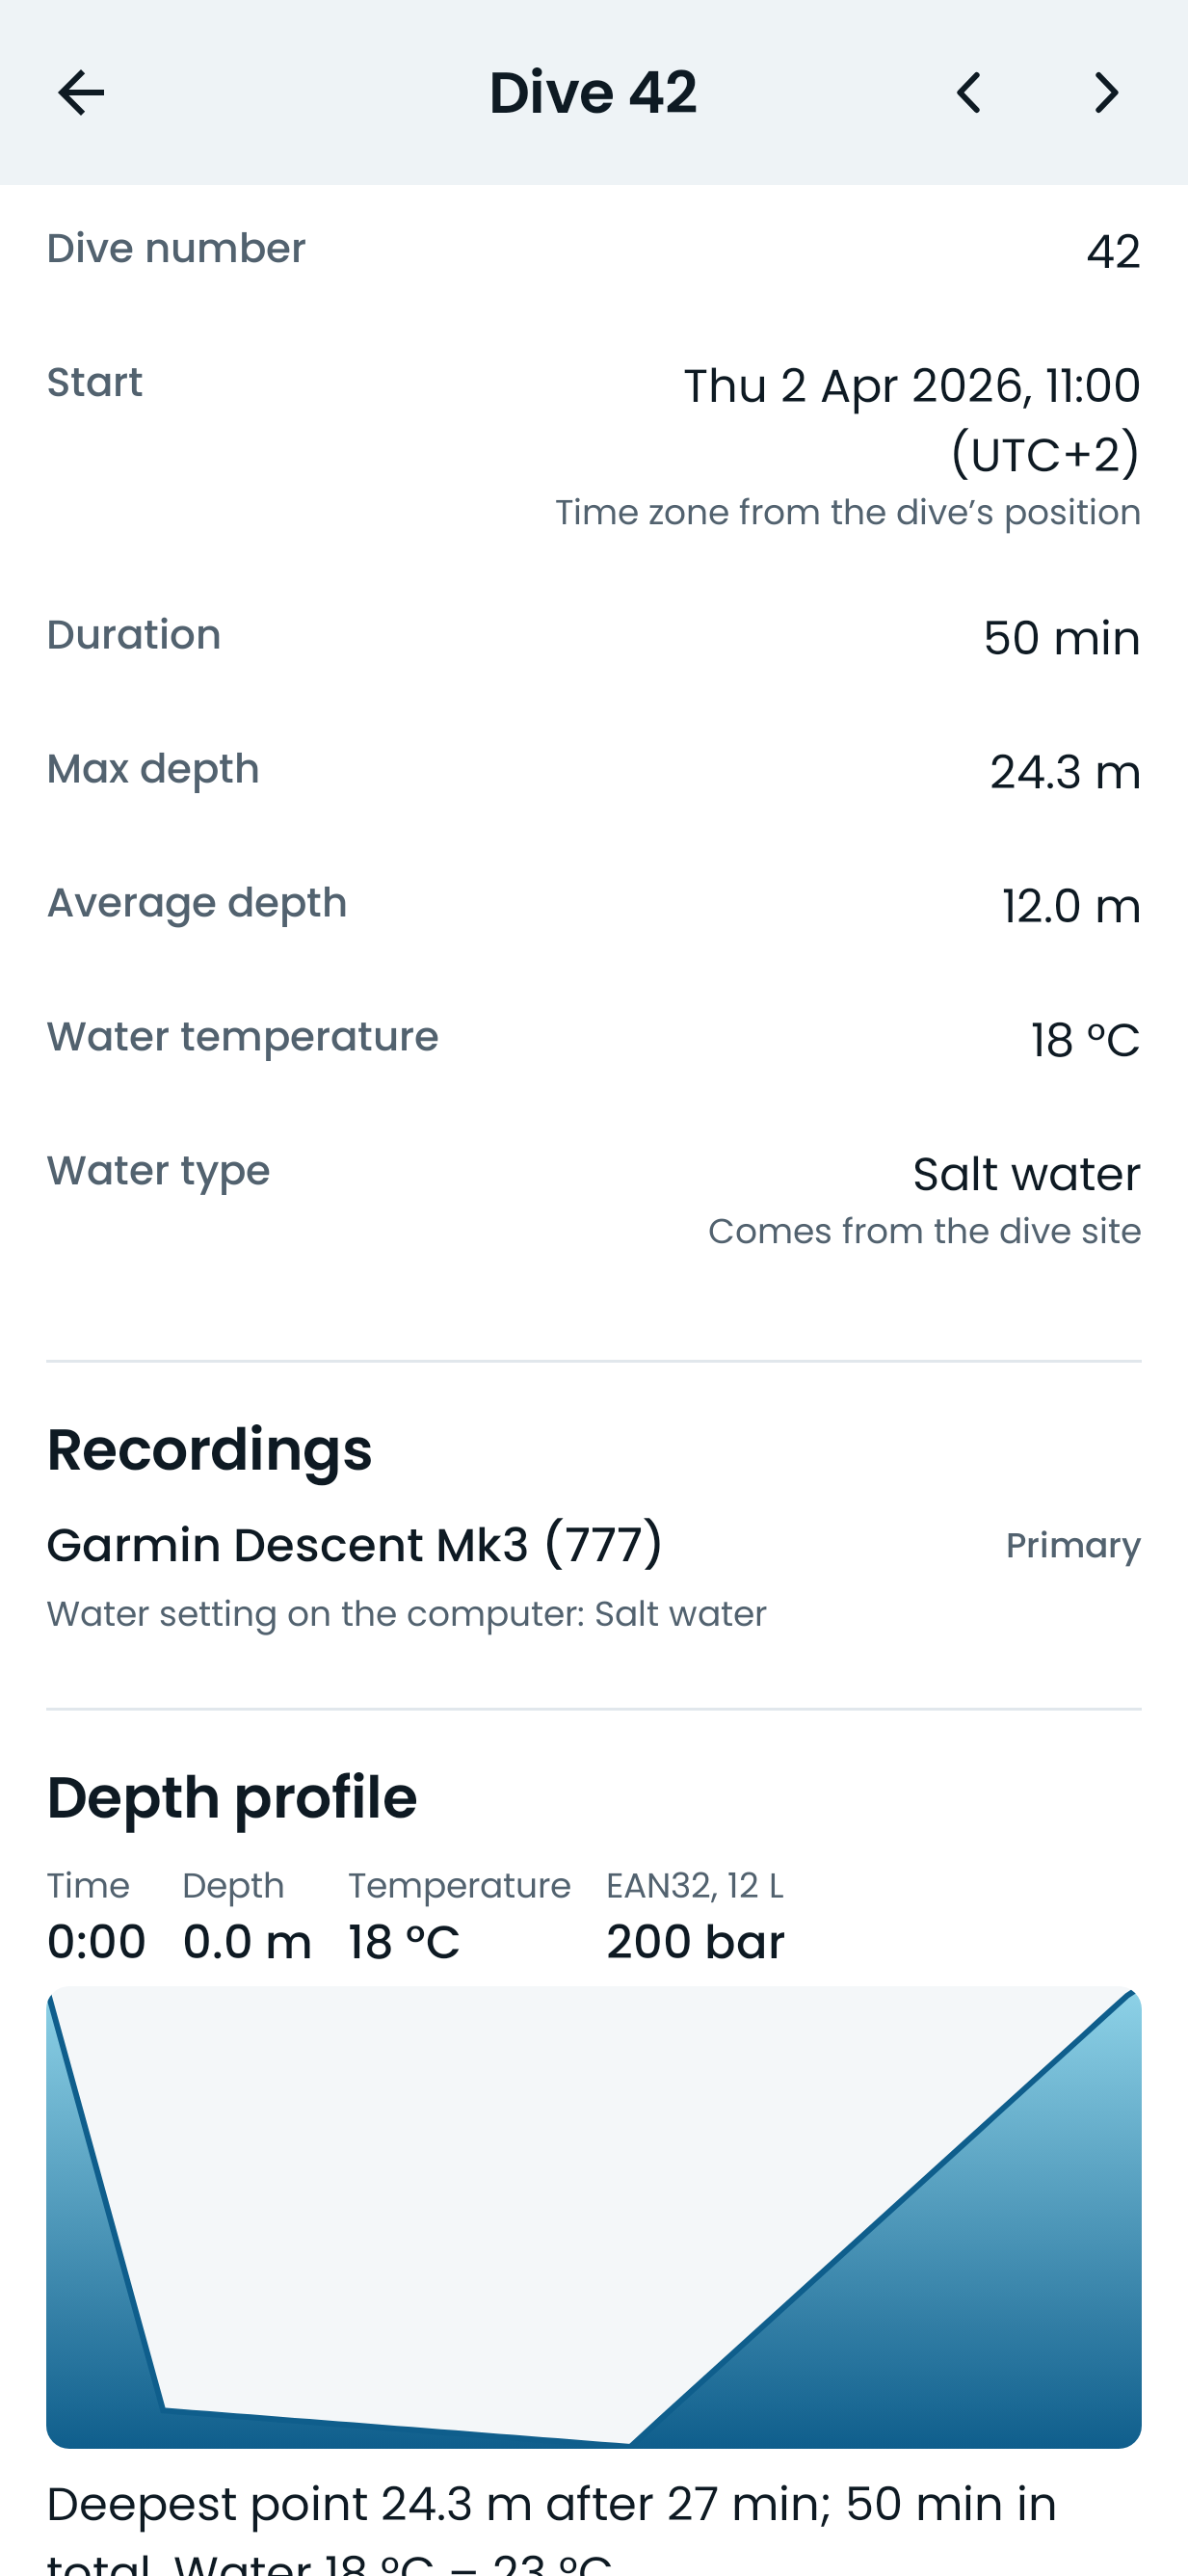 Dive 42
Dive number 42
Start Thu 2 Apr 2026, 11:00
(UTC+2)
Time zone from the dive’s position
Duration 50 min
Max depth 24.3 m
Average depth 12.0 m
Water temperature 18 °C
Water type Salt water
Comes from the dive site
Recordings
Garmin Descent Mk3 (777) Primary
Water setting on the computer: Salt water
Depth profile
Time Depth Temperature EAN32, 12 L
0:00 0.0 m 18 °C 200 bar
Deepest point 24.3 m after 27 min; 50 min in
total. Water 18 °C – 23 °C